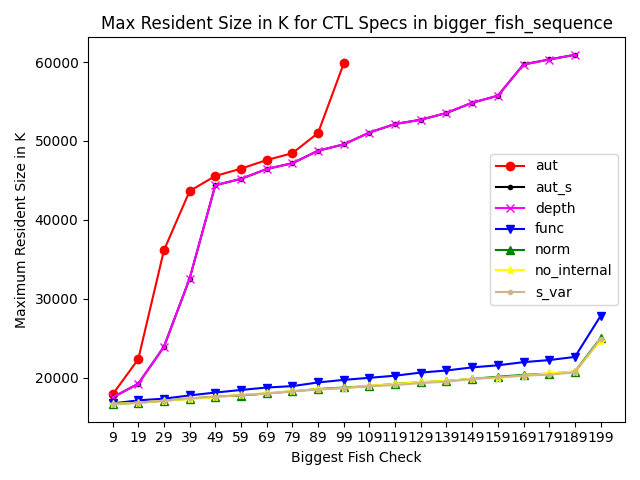 Max Resident Size in K for CTL Specs in bigger_fish_sequence
60000
50000
40000
30000
20000
Maximum Resident Size in K
aut
aut_s
depth
func
norm
no_internal
s_var
9 19 29 39 49 59 69 79 89 99 109 119 129 139 149 159 169 179 189 199
Biggest Fish Check